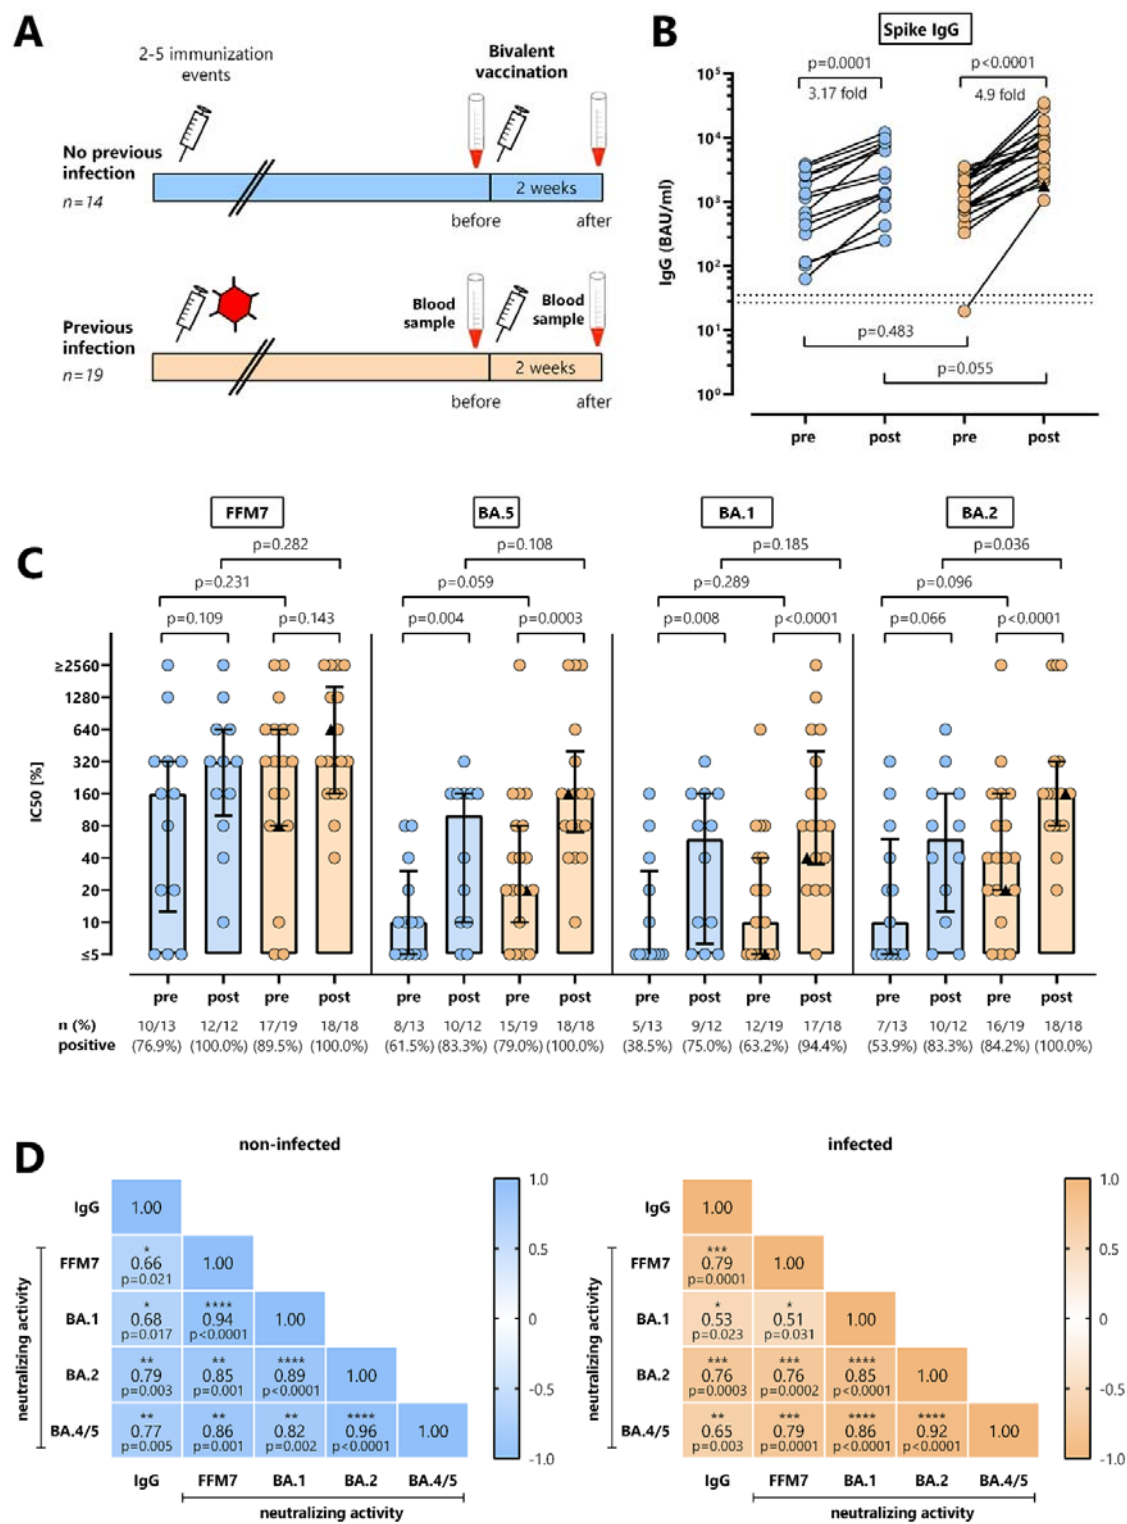 A
2-5 immunization
events
Bivalent
vaccination
No previous
infection
n=14
2 weeks
before
after
Previous
infection
n=19
Blood
sample
Blood
sample
2 weeks
before
after
B
Spike IgG
p=0.0001
p<0.0001
3.17 fold
4.9 fold
IgG (BAU/ml)
10⁵
10⁴
10³
10²
10¹
10⁰
p=0.483
p=0.055
pre
post
pre
post
C
FFM7
BA.5
BA.1
BA.2
p=0.282
p=0.108
p=0.185
p=0.036
p=0.231
p=0.059
p=0.289
p=0.096
p=0.109
p=0.143
p=0.004
p=0.0003
p=0.008
p<0.0001
p=0.066
p<0.0001
IC50 [%]
≥2560
1280
640
320
160
80
40
20
10
≤5
pre post pre post pre post pre post pre post pre post pre post pre post
n (%) 10/13 12/12 17/19 18/18 8/13 10/12 15/19 18/18 5/13 9/12 12/19 17/18 7/13 10/12 16/19 18/18
positive (76.9%) (100.0%) (89.5%) (100.0%) (61.5%) (83.3%) (79.0%) (100.0%) (38.5%) (75.0%) (63.2%) (94.4%) (53.9%) (83.3%) (84.2%) (100.0%)
D
non-infected
IgG
1.00
FFM7
*
0.66
p=0.021
1.00
BA.1
*
0.68
p=0.017
****
0.94
p<0.0001
1.00
BA.2
**
0.79
p=0.003
**
0.85
p=0.001
****
0.89
p<0.0001
1.00
BA.4/5
**
0.77
p=0.005
**
0.86
p=0.001
**
0.82
p=0.002
****
0.96
p<0.0001
1.00
neutralizing activity
IgG FFM7 BA.1 BA.2 BA.4/5
neutralizing activity
1.0
0.5
0
-0.5
-1.0
infected
IgG
1.00
FFM7
***
0.79
p=0.0001
1.00
BA.1
*
0.53
p=0.023
*
0.51
p=0.031
1.00
BA.2
***
0.76
p=0.0003
***
0.76
p=0.0002
****
0.85
p<0.0001
1.00
BA.4/5
**
0.65
p=0.003
***
0.79
p=0.0001
****
0.86
p<0.0001
****
0.92
p<0.0001
1.00
neutralizing activity
IgG FFM7 BA.1 BA.2 BA.4/5
neutralizing activity
1.0
0.5
0
-0.5
-1.0